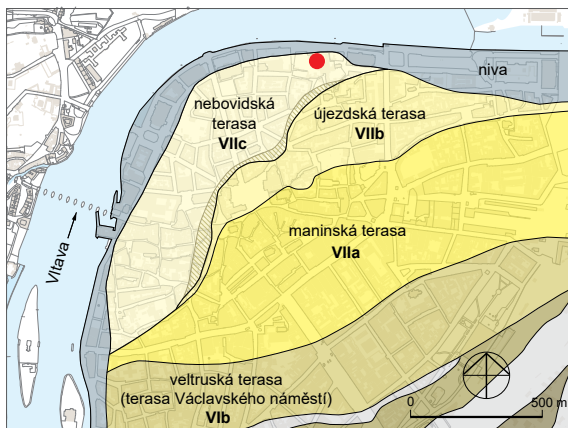 niva
nebovidská
terasa
VIIc
újezdská terasa
VIIb
maninská terasa
VIIa
Vltava
veltruská terasa
(terasa Václavského náměstí)
VIb
0
500 m